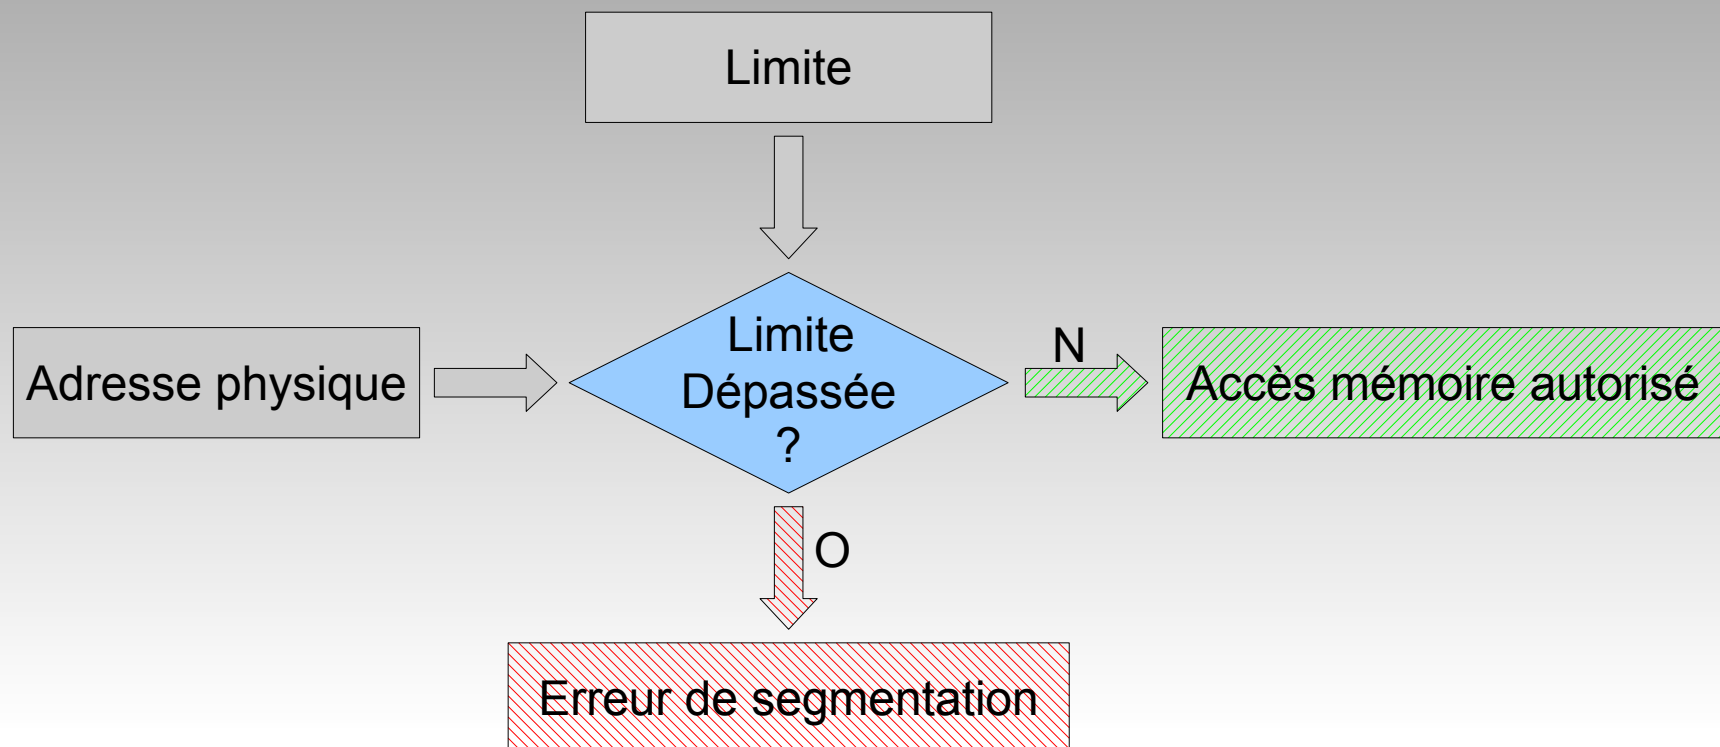 Limite
Adresse physique
Limite
Dépassée
?
N
Accès mémoire autorisé
O
Erreur de segmentation